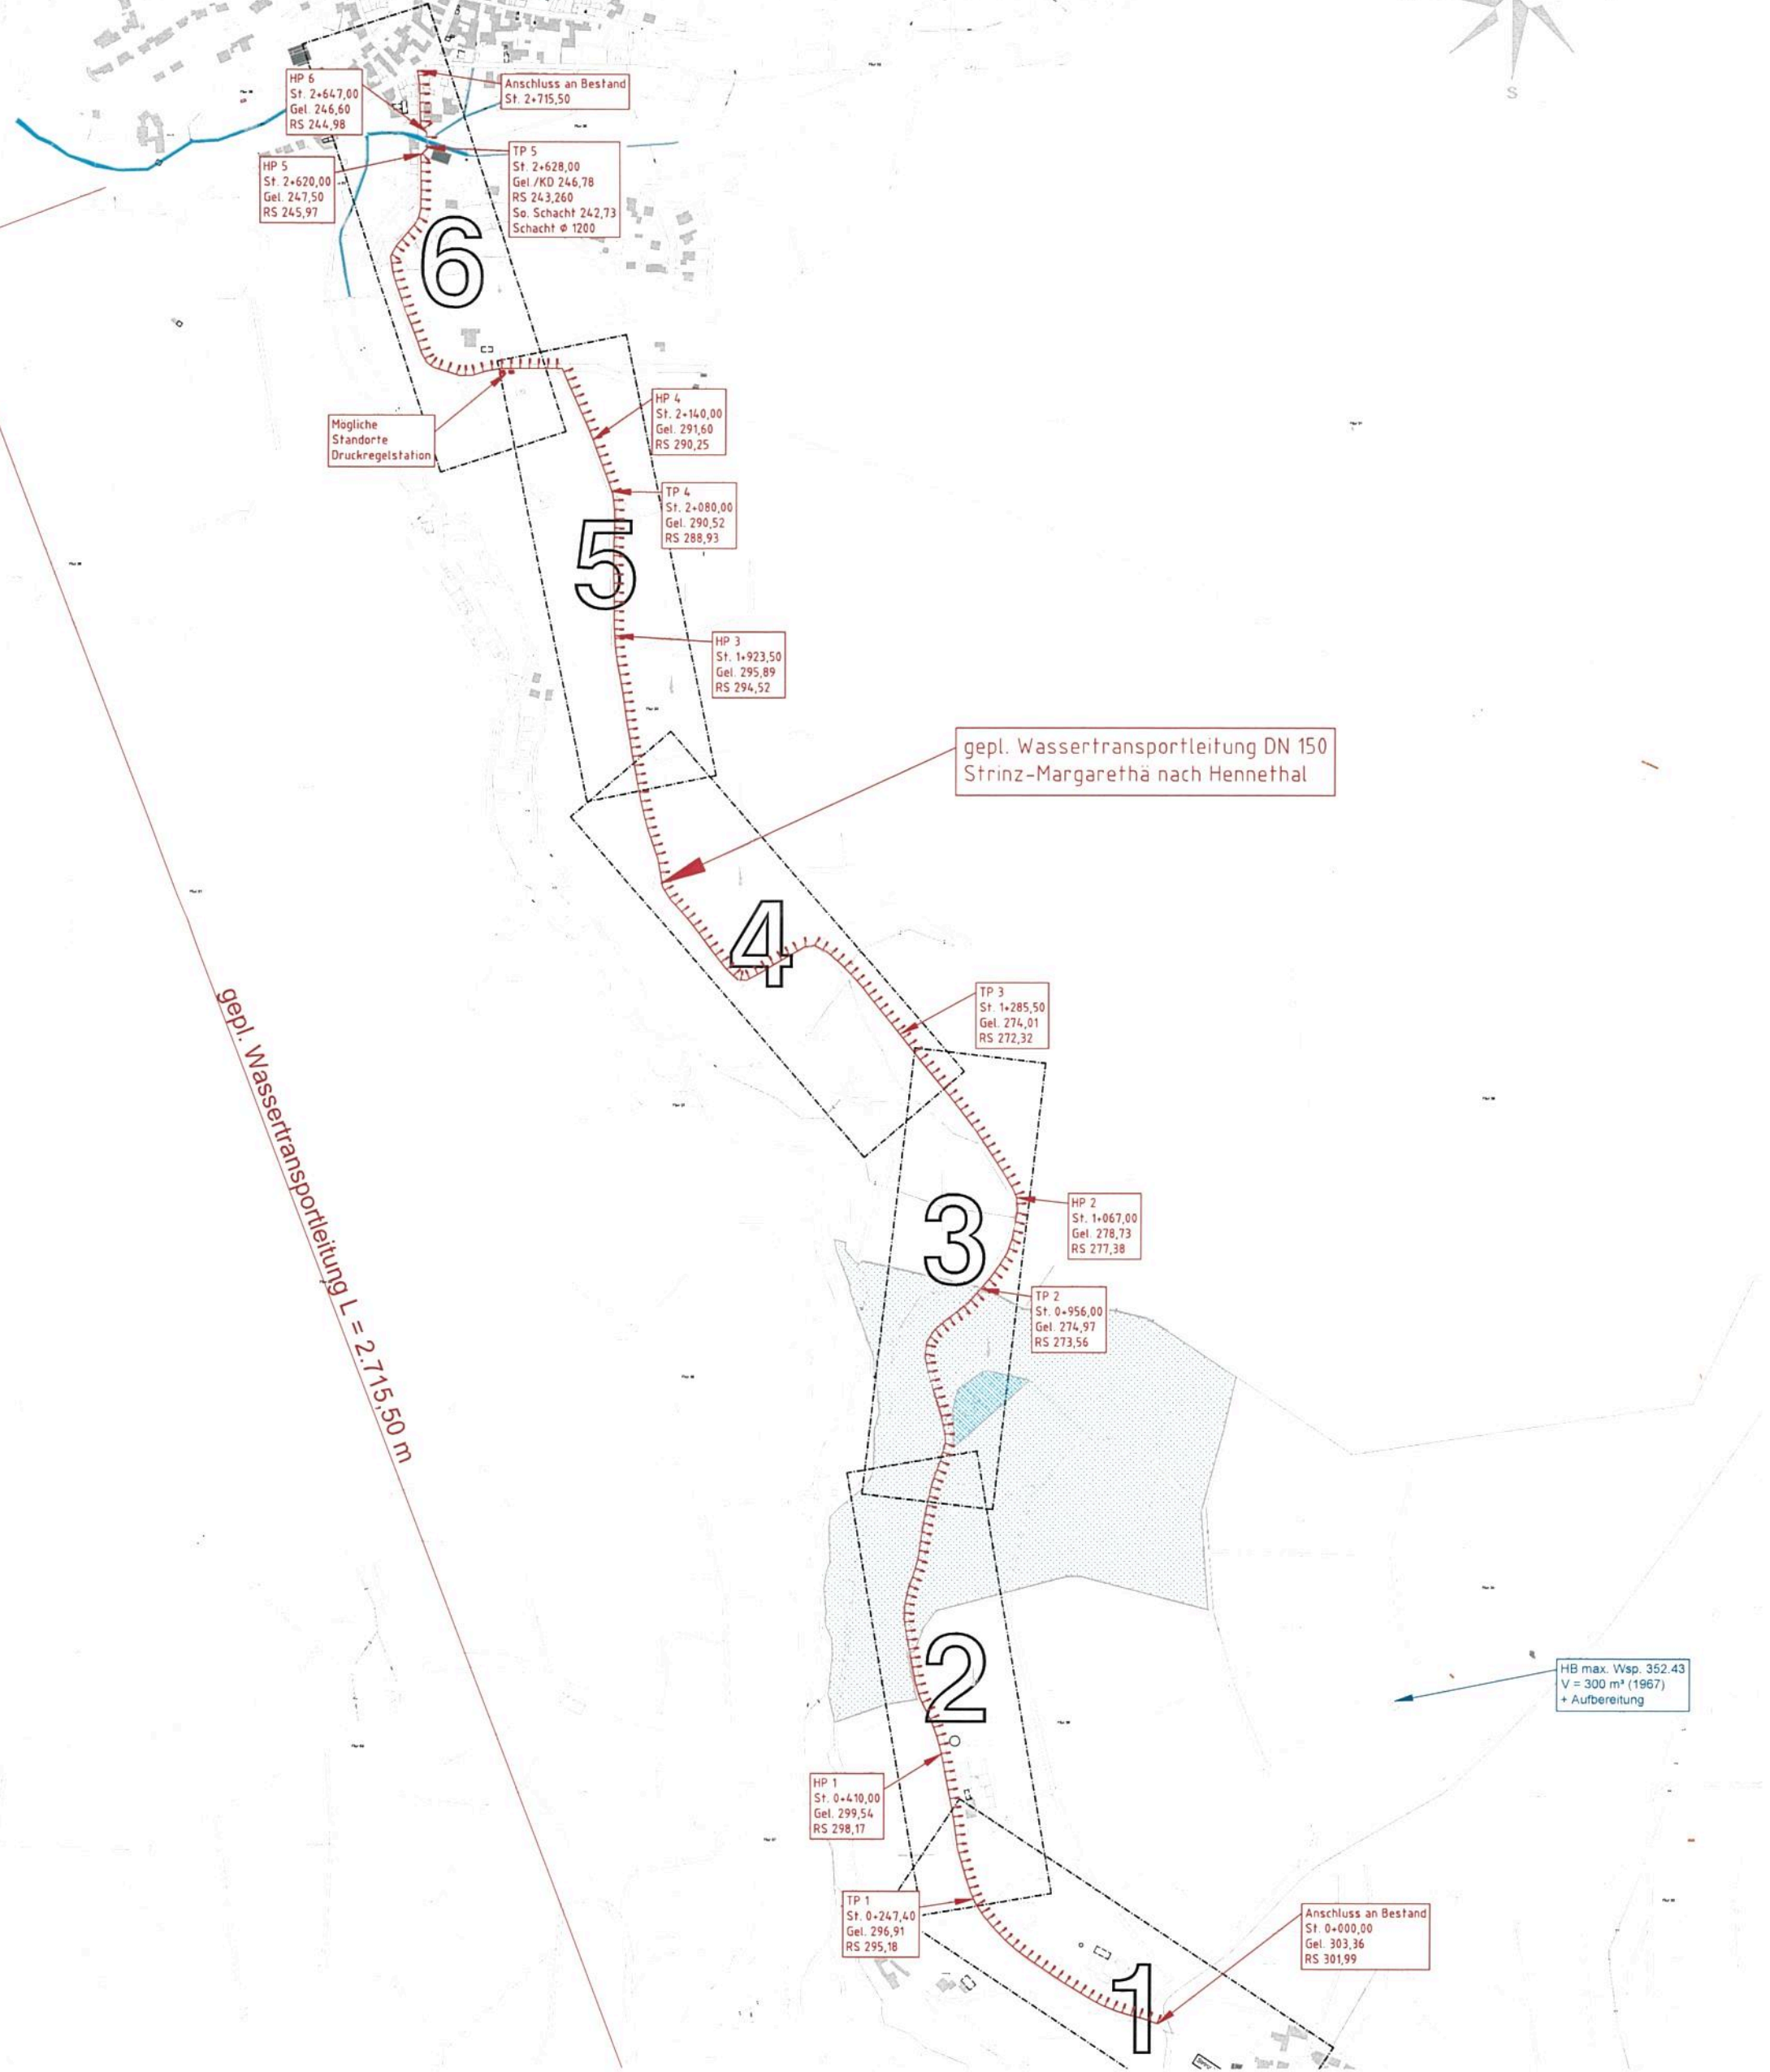 S
HP 6
St. 2+647,00
Gel. 246,60
RS 244,98
Anschluss an Bestand
St. 2+715,50
HP 5
St. 2+620,00
Gel. 247,50
RS 245,97
TP 5
St. 2+628,00
Gel./KD 246,78
RS 243,260
So. Schacht 242,73
Schacht ⌀ 1200
6
Mögliche
Standorte
Druckregelstation
HP 4
St. 2+140,00
Gel. 291,60
RS 290,25
TP 4
St. 2+080,00
Gel. 290,52
RS 288,93
5
HP 3
St. 1+923,50
Gel. 295,89
RS 294,52
gepl. Wassertransportleitung DN 150
Strinz-Margarethä nach Hennethal
4
TP 3
St. 1+285,50
Gel. 274,01
RS 272,32
gepl. Wassertransportleitung L = 2.715,50 m
3
HP 2
St. 1+067,00
Gel. 278,73
RS 277,38
TP 2
St. 0+956,00
Gel. 274,97
RS 273,56
2
HB max. Wsp. 352.43
V = 300 m³ (1967)
+ Aufbereitung
HP 1
St. 0+410,00
Gel. 299,54
RS 298,17
TP 1
St. 0+247,40
Gel. 296,91
RS 295,18
Anschluss an Bestand
St. 0+000,00
Gel. 303,36
RS 301,99
1